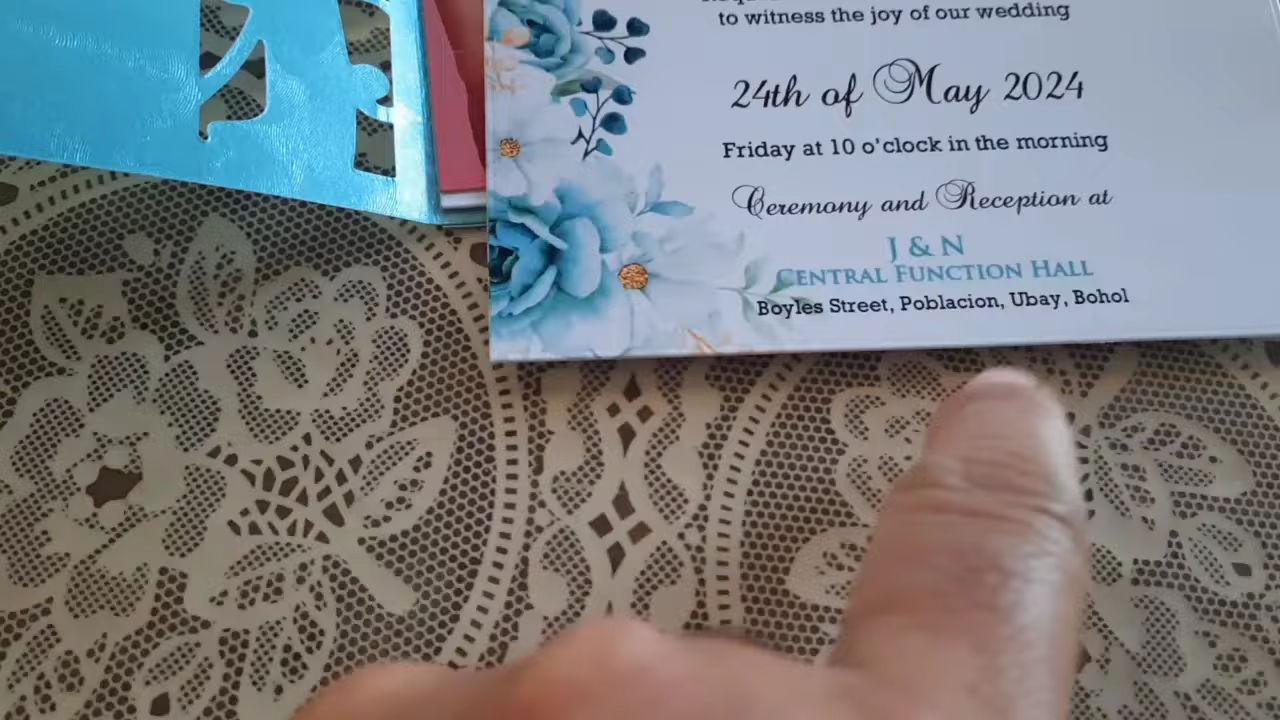 to witness the joy of our wedding
24th of May 2024
Friday at 10 o'clock in the morning
Ceremony and Reception at
J & N
CENTRAL FUNCTION HALL
Boyles Street, Poblacion, Ubay, Bohol